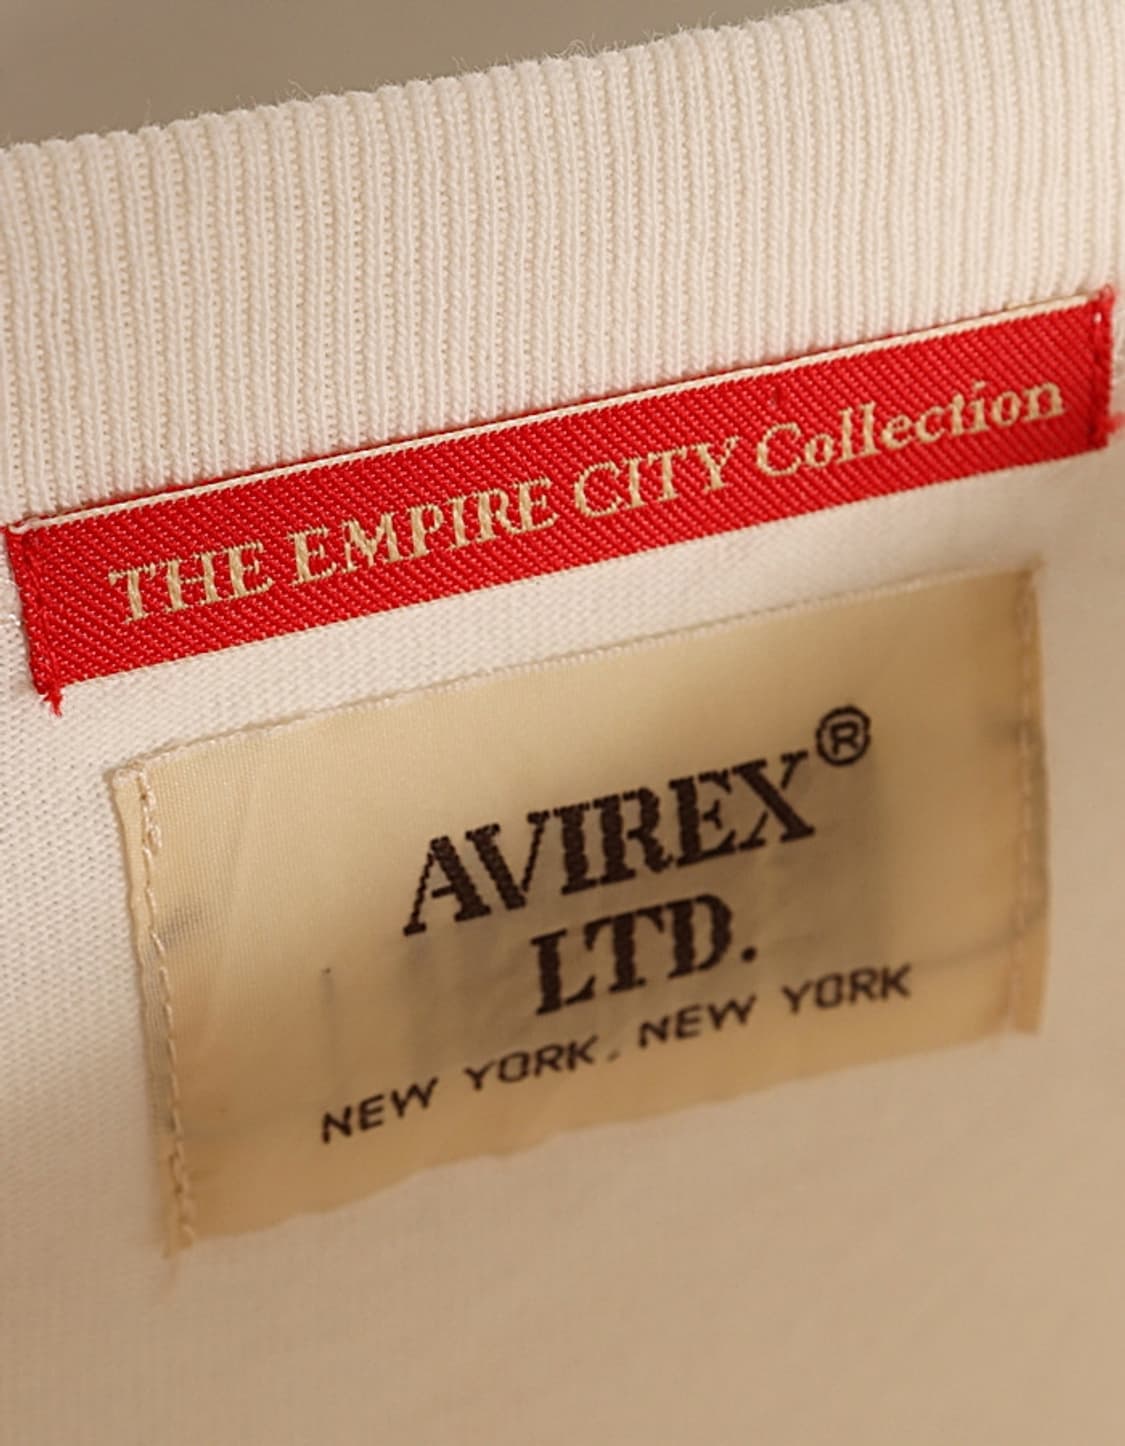 THE EMPIRE CITY Collection
AVIREX®
LTD.
NEW YORK, NEW YORK